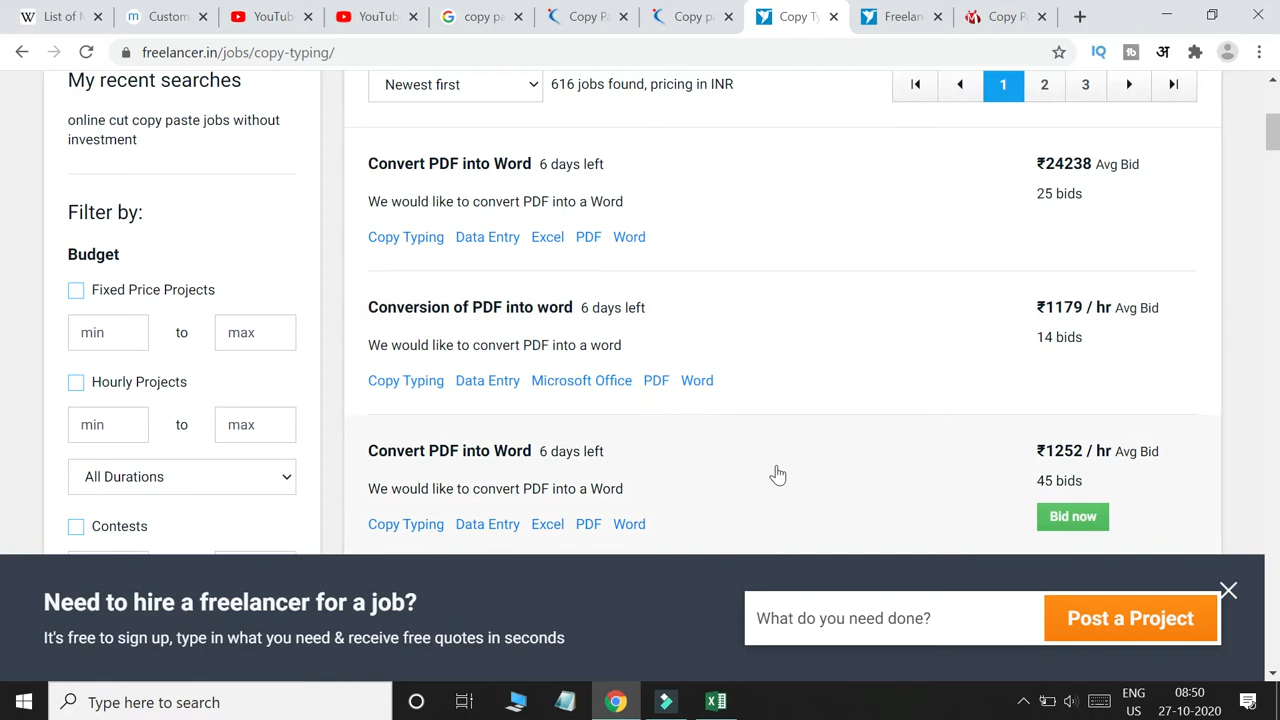 List of T
Custom
YouTube
YouTube
copy pa
Copy Pa
Copy pa
Copy Ty
Freelan
Copy P
freelancer.in/jobs/copy-typing/
My recent searches
online cut copy paste jobs without
investment
Filter by:
Budget
Fixed Price Projects
min
to
max
Hourly Projects
min
to
max
All Durations
Contests
Newest first
616 jobs found, pricing in INR
1
2
3
Convert PDF into Word 6 days left
₹24238 Avg Bid
We would like to convert PDF into a Word
25 bids
Copy Typing Data Entry Excel PDF Word
Conversion of PDF into word 6 days left
₹1179 / hr Avg Bid
We would like to convert PDF into a word
14 bids
Copy Typing Data Entry Microsoft Office PDF Word
Convert PDF into Word 6 days left
₹1252 / hr Avg Bid
We would like to convert PDF into a Word
45 bids
Copy Typing Data Entry Excel PDF Word
Bid now
Need to hire a freelancer for a job?
It's free to sign up, type in what you need & receive free quotes in seconds
What do you need done?
Post a Project
Type here to search
ENG
US
08:50
27-10-2020